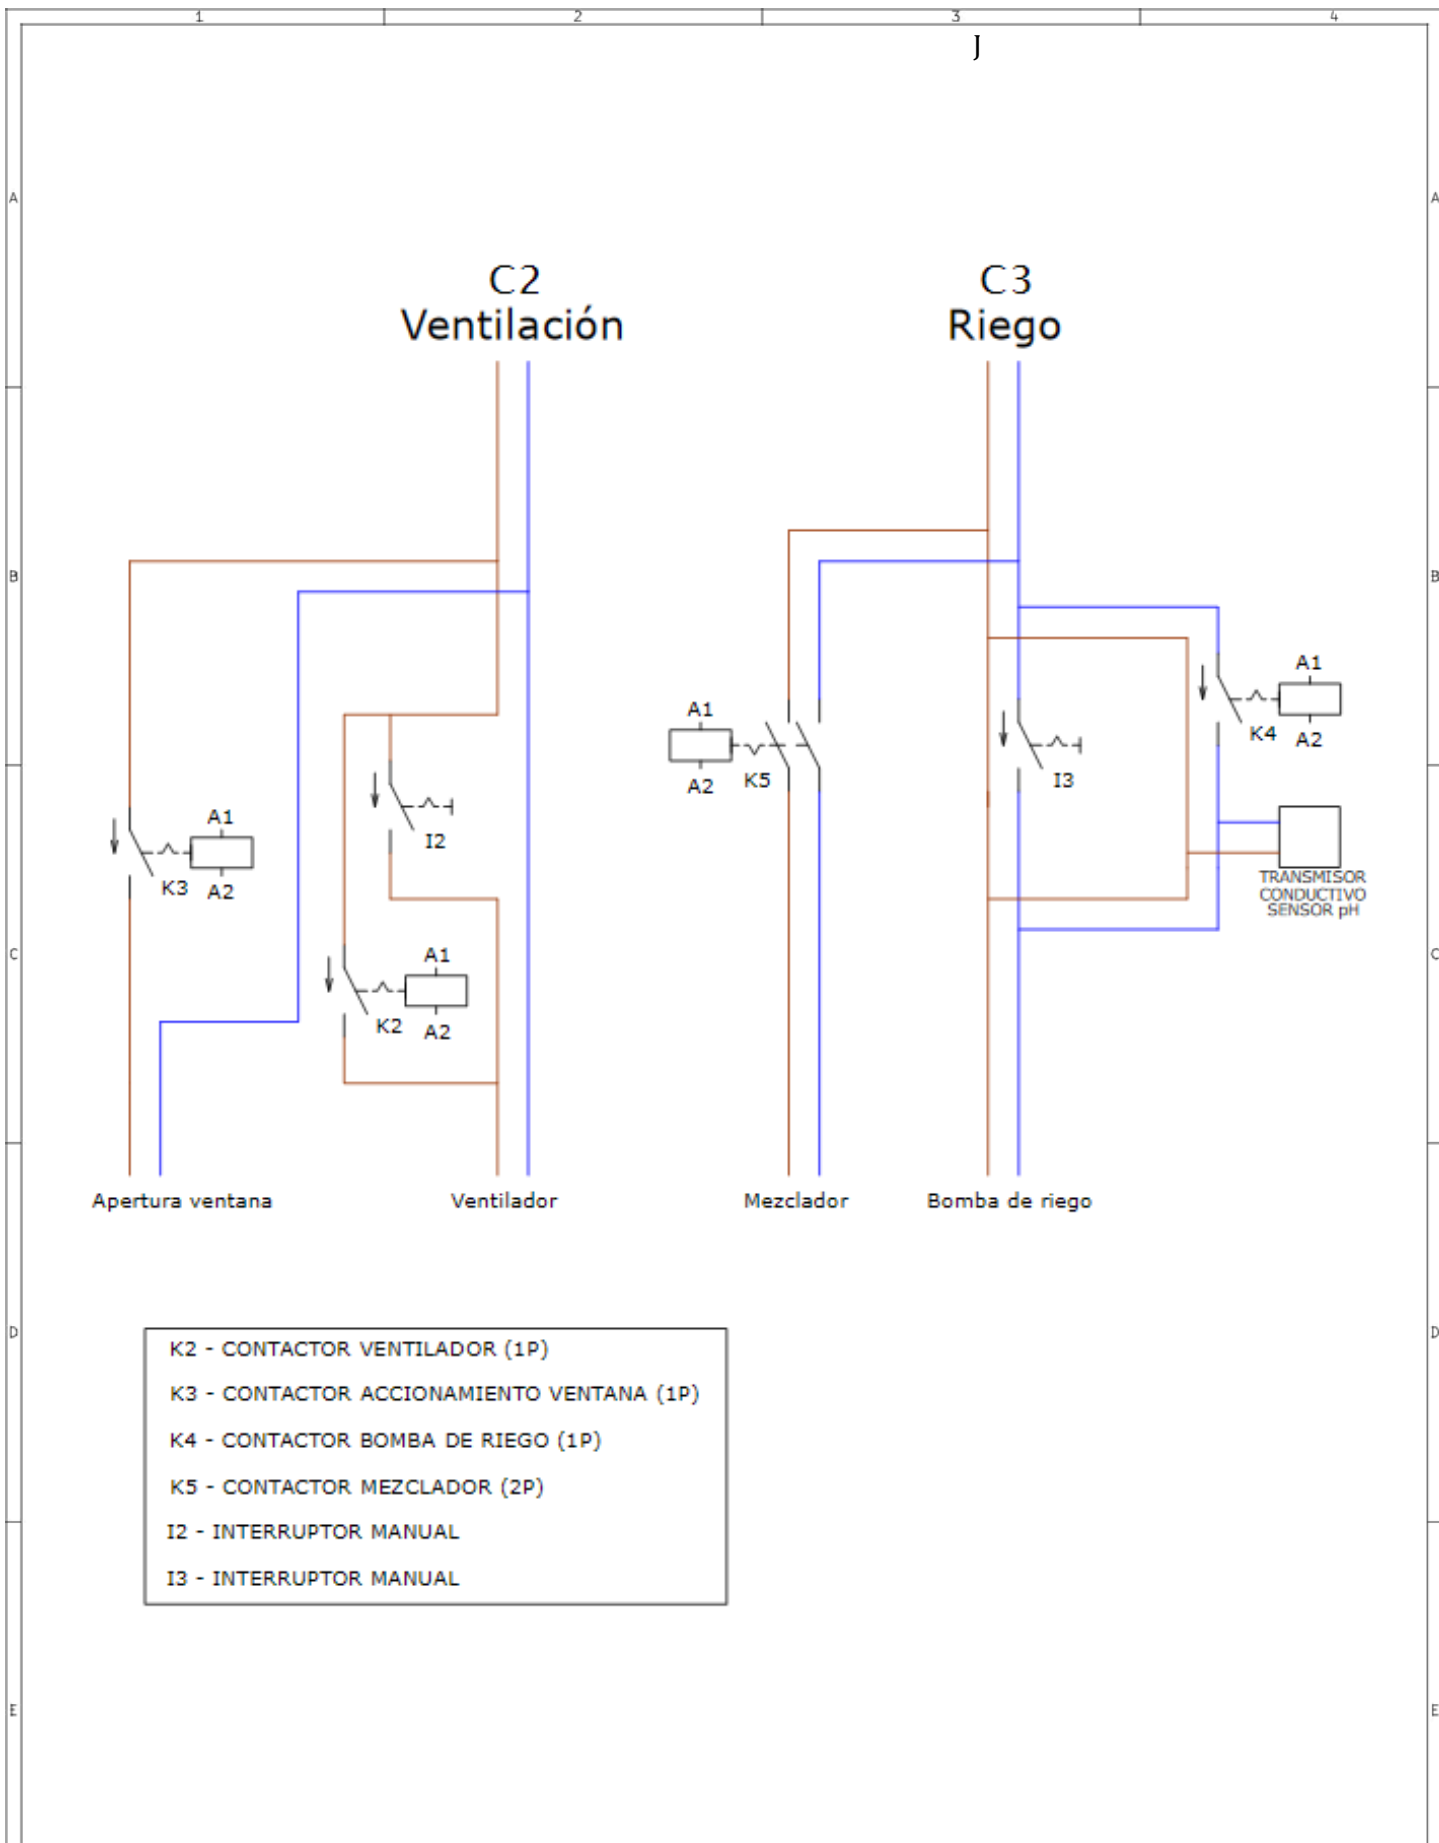 1 2 3 4
J
A A
C2
Ventilación
C3
Riego
B B
A1
K3
A2
I2
A1
K2
A2
A1
K5
A2
I3
A1
K4
A2
TRANSMISOR
CONDUCTIVO
SENSOR pH
C C
Apertura ventana
Ventilador
Mezclador
Bomba de riego
D D
K2 - CONTACTOR VENTILADOR (1P)
K3 - CONTACTOR ACCIONAMIENTO VENTANA (1P)
K4 - CONTACTOR BOMBA DE RIEGO (1P)
K5 - CONTACTOR MEZCLADOR (2P)
I2 - INTERRUPTOR MANUAL
I3 - INTERRUPTOR MANUAL
E E